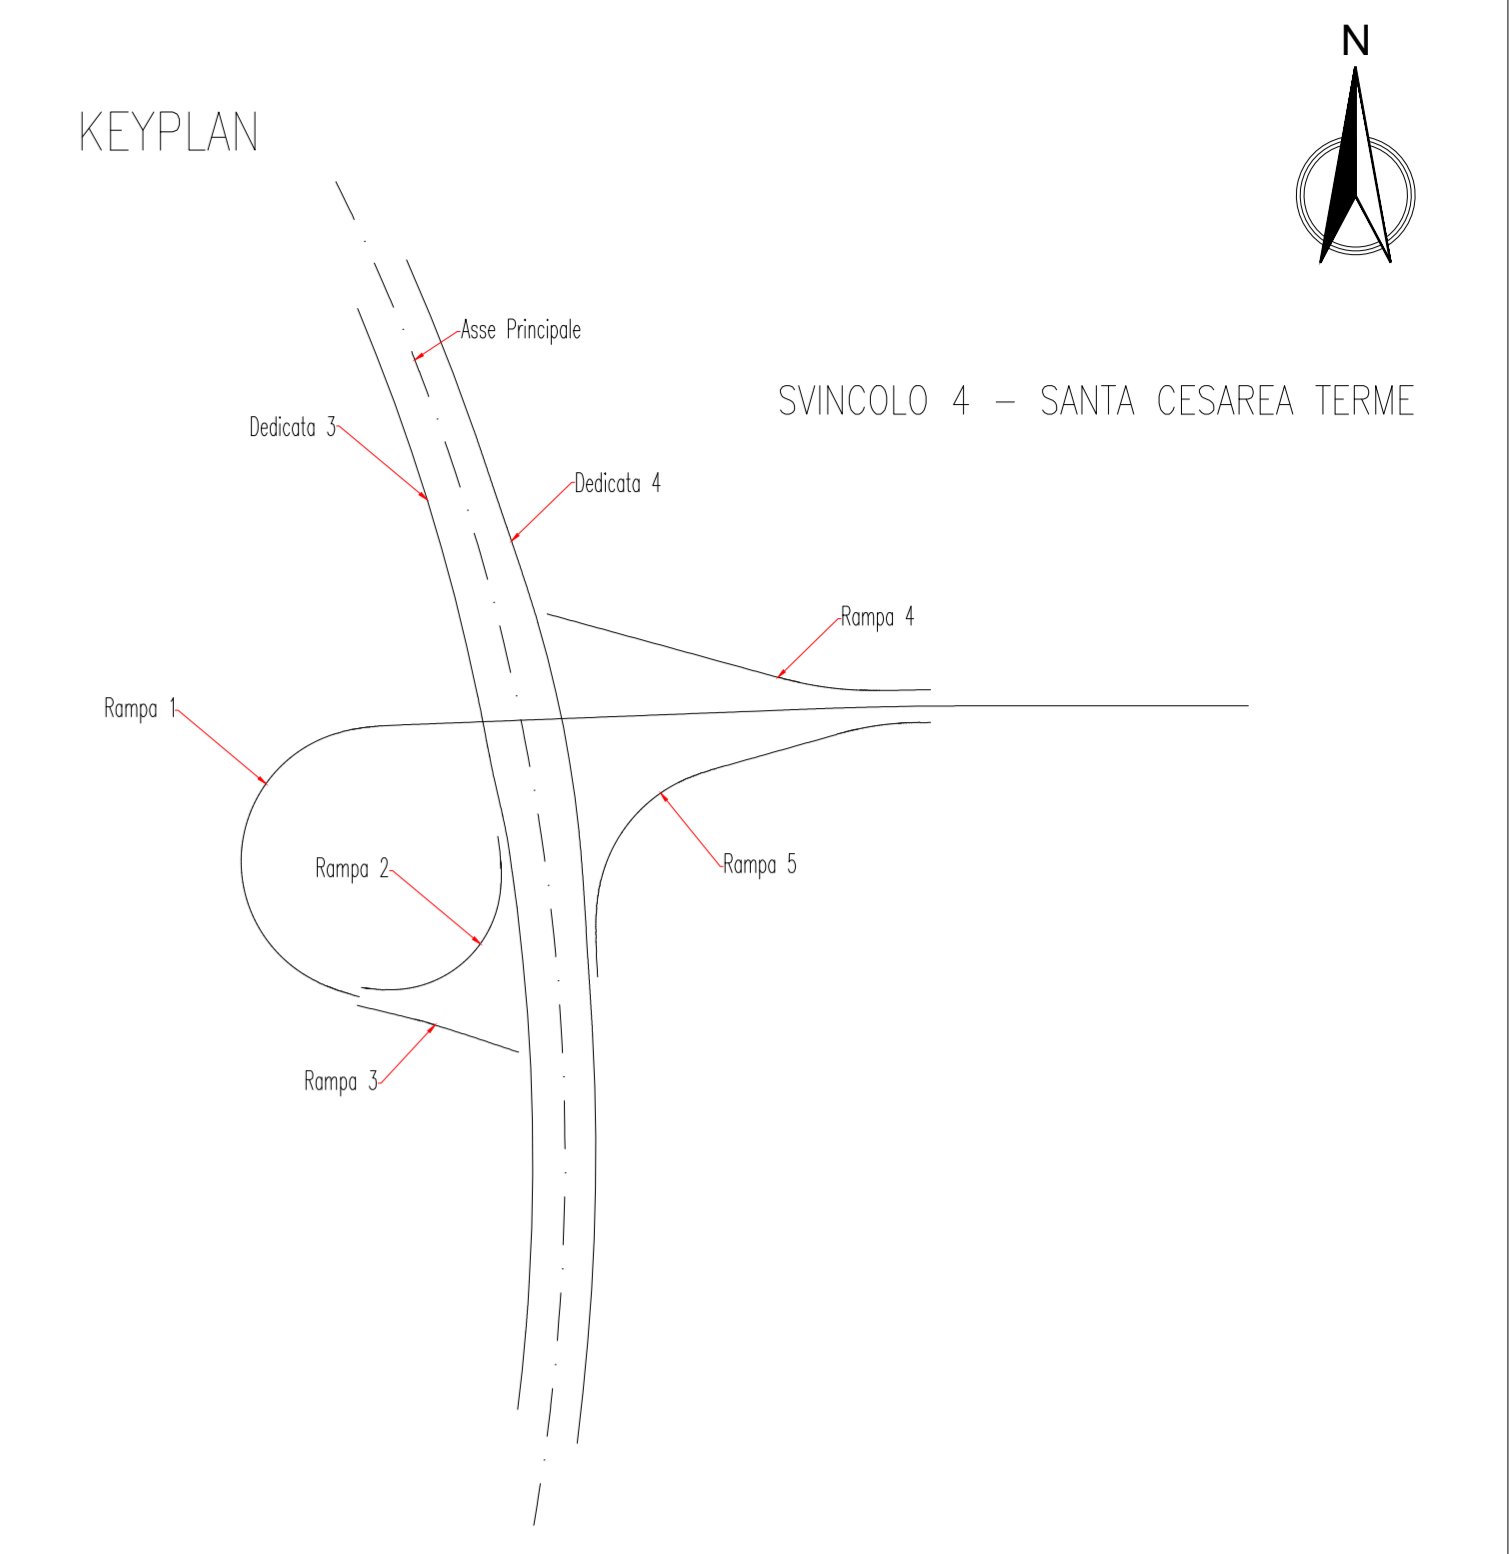 N
KEYPLAN
Asse Principale
SVINCOLO 4 – SANTA CESAREA TERME
Dedicata 3
Dedicata 4
Rampa 4
Rampa 1
Rampa 2
Rampa 5
Rampa 3